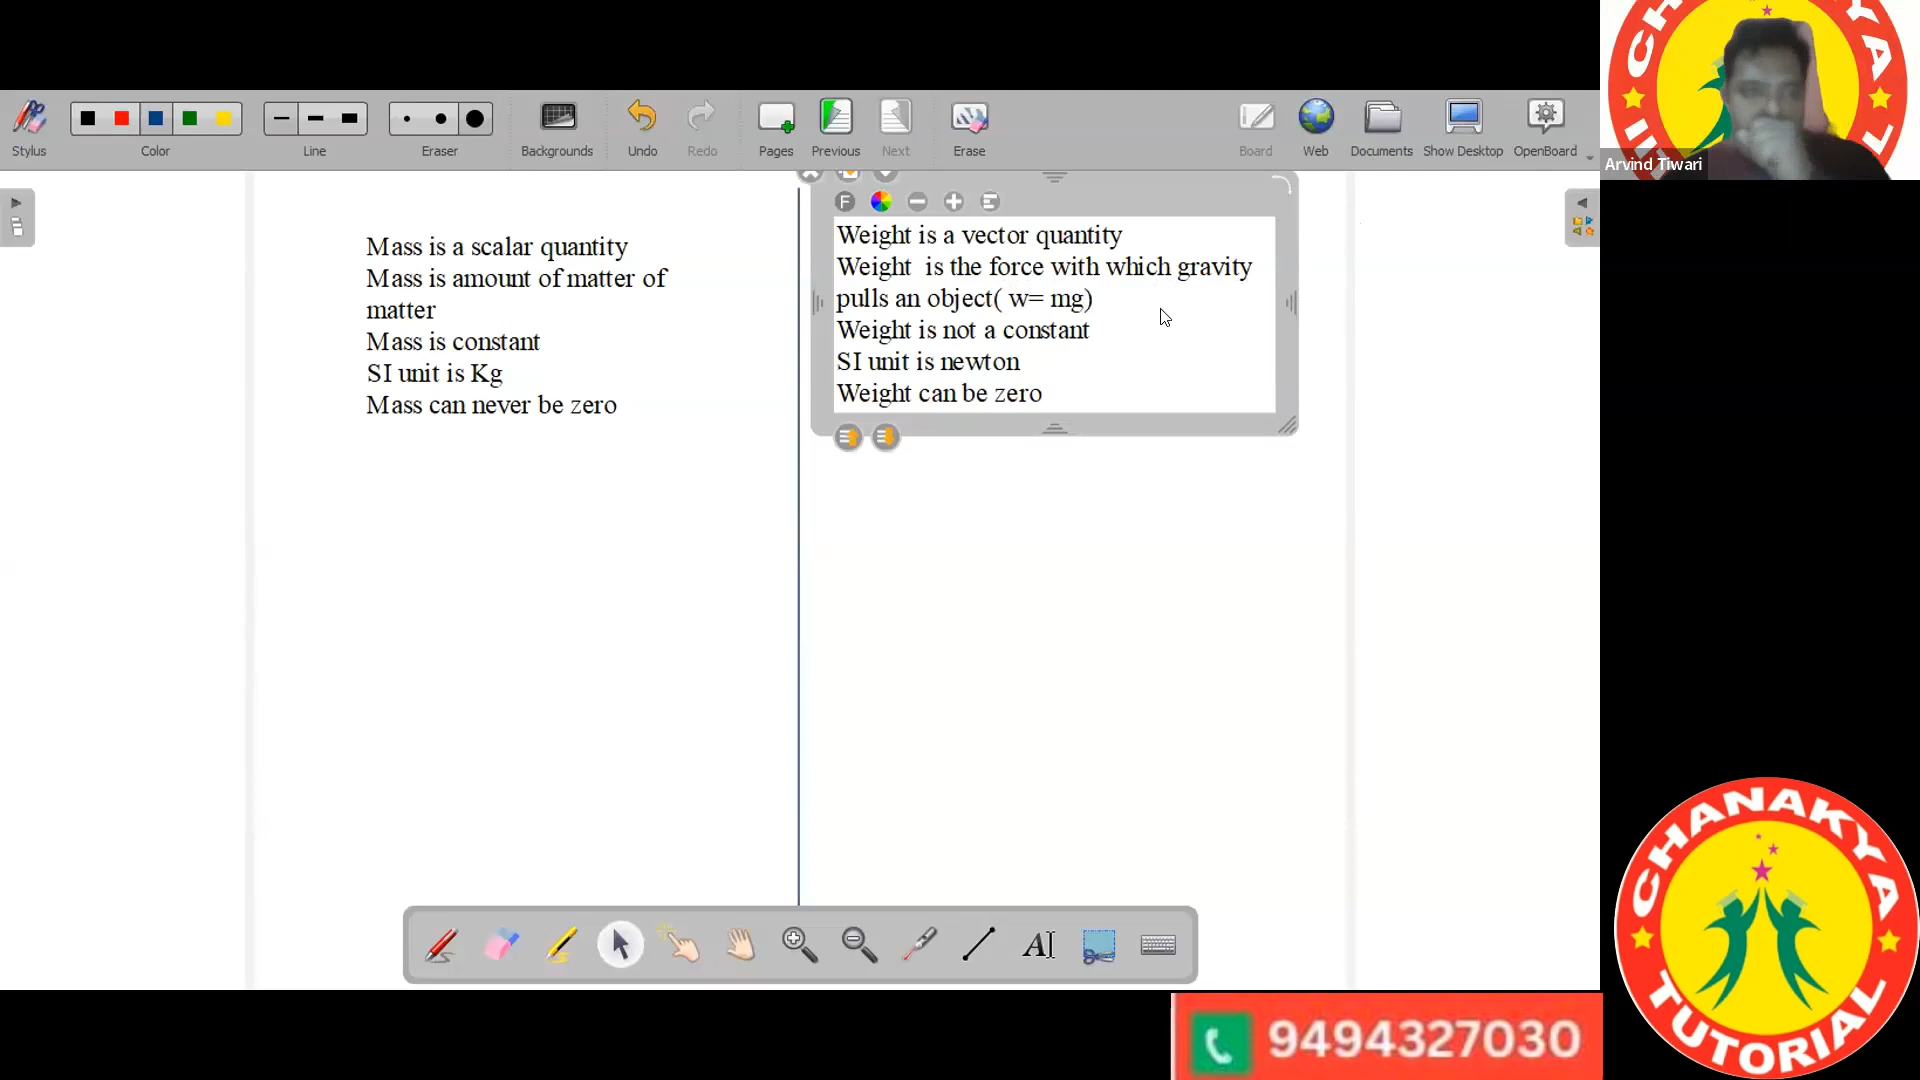 Stylus
Color
Line
Eraser
Backgrounds
Undo
Redo
Pages
Previous
Next
Erase
Board
Web
Documents
Show Desktop
OpenBoard
Arvind Tiwari
F
Mass is a scalar quantity
Mass is amount of matter of
matter
Mass is constant
SI unit is Kg
Mass can never be zero
Weight is a vector quantity
Weight  is the force with which gravity
pulls an object( w= mg)
Weight is not a constant
SI unit is newton
Weight can be zero
AI
CHANAKYA
TUTORIAL
9494327030